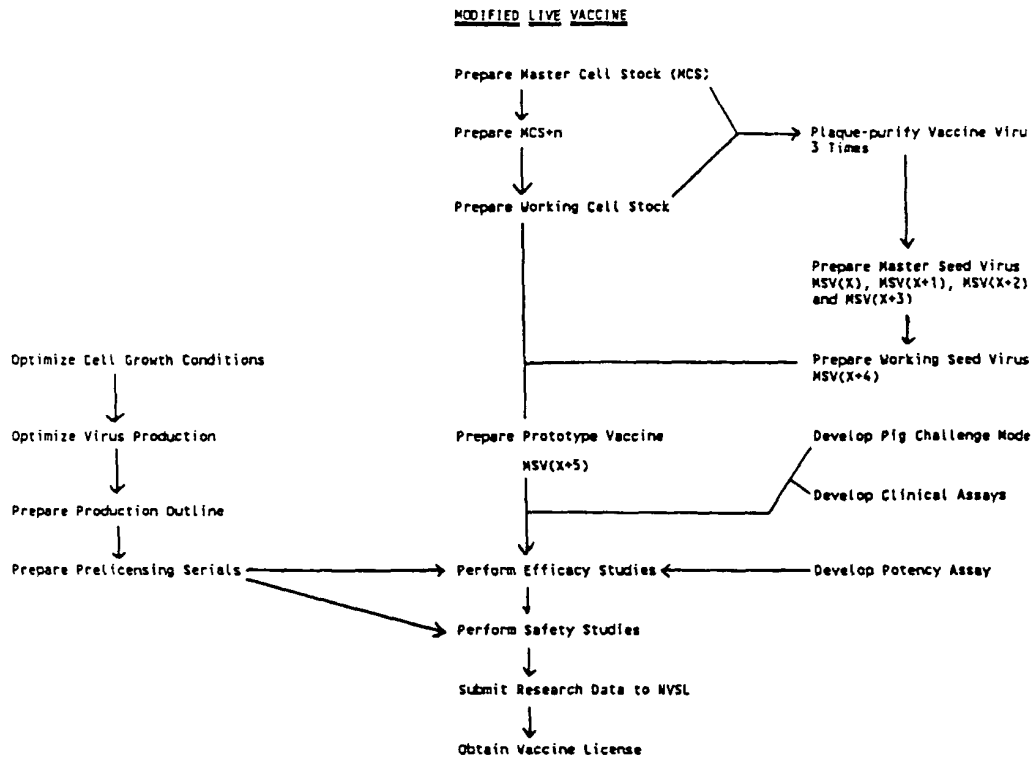 MODIFIED LIVE VACCINE
Prepare Master Cell Stock (MCS)
Prepare MCS+n
Plaque-purify Vaccine Viru
3 Times
Prepare Working Cell Stock
Prepare Master Seed Virus
MSV(X), MSV(X+1), MSV(X+2)
and MSV(X+3)
Optimize Cell Growth Conditions
Prepare Working Seed Virus
MSV(X+4)
Optimize Virus Production
Prepare Prototype Vaccine
MSV(X+5)
Develop Pig Challenge Mode
Develop Clinical Assays
Prepare Production Outline
Prepare Prelicensing Serials
Perform Efficacy Studies
Develop Potency Assay
Perform Safety Studies
Submit Research Data to NVSL
Obtain Vaccine License